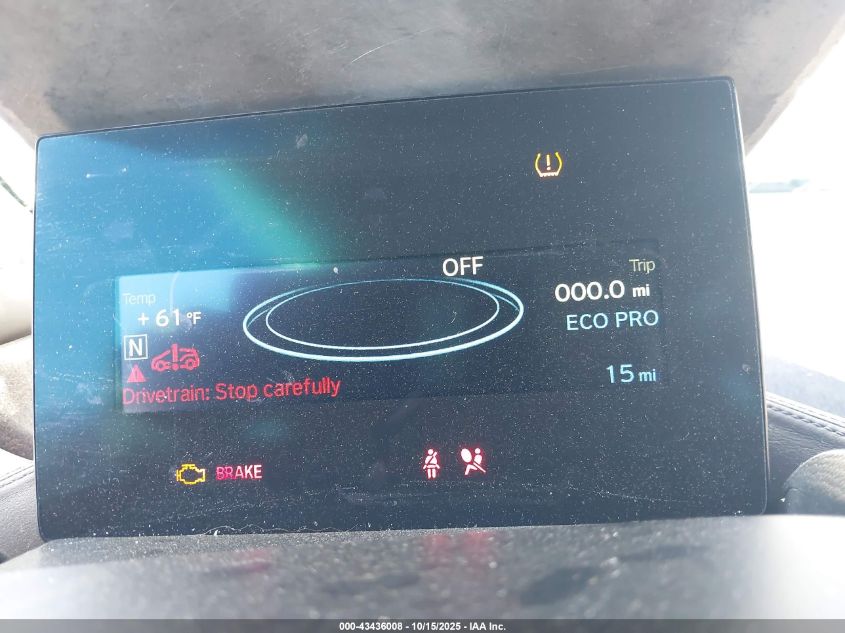 OFF
Trip
000.0 mi
ECO PRO
15 mi
Temp
+ 61 °F
N
Drivetrain: Stop carefully
BRAKE
000-43436008 - 10/15/2025 - IAA Inc.